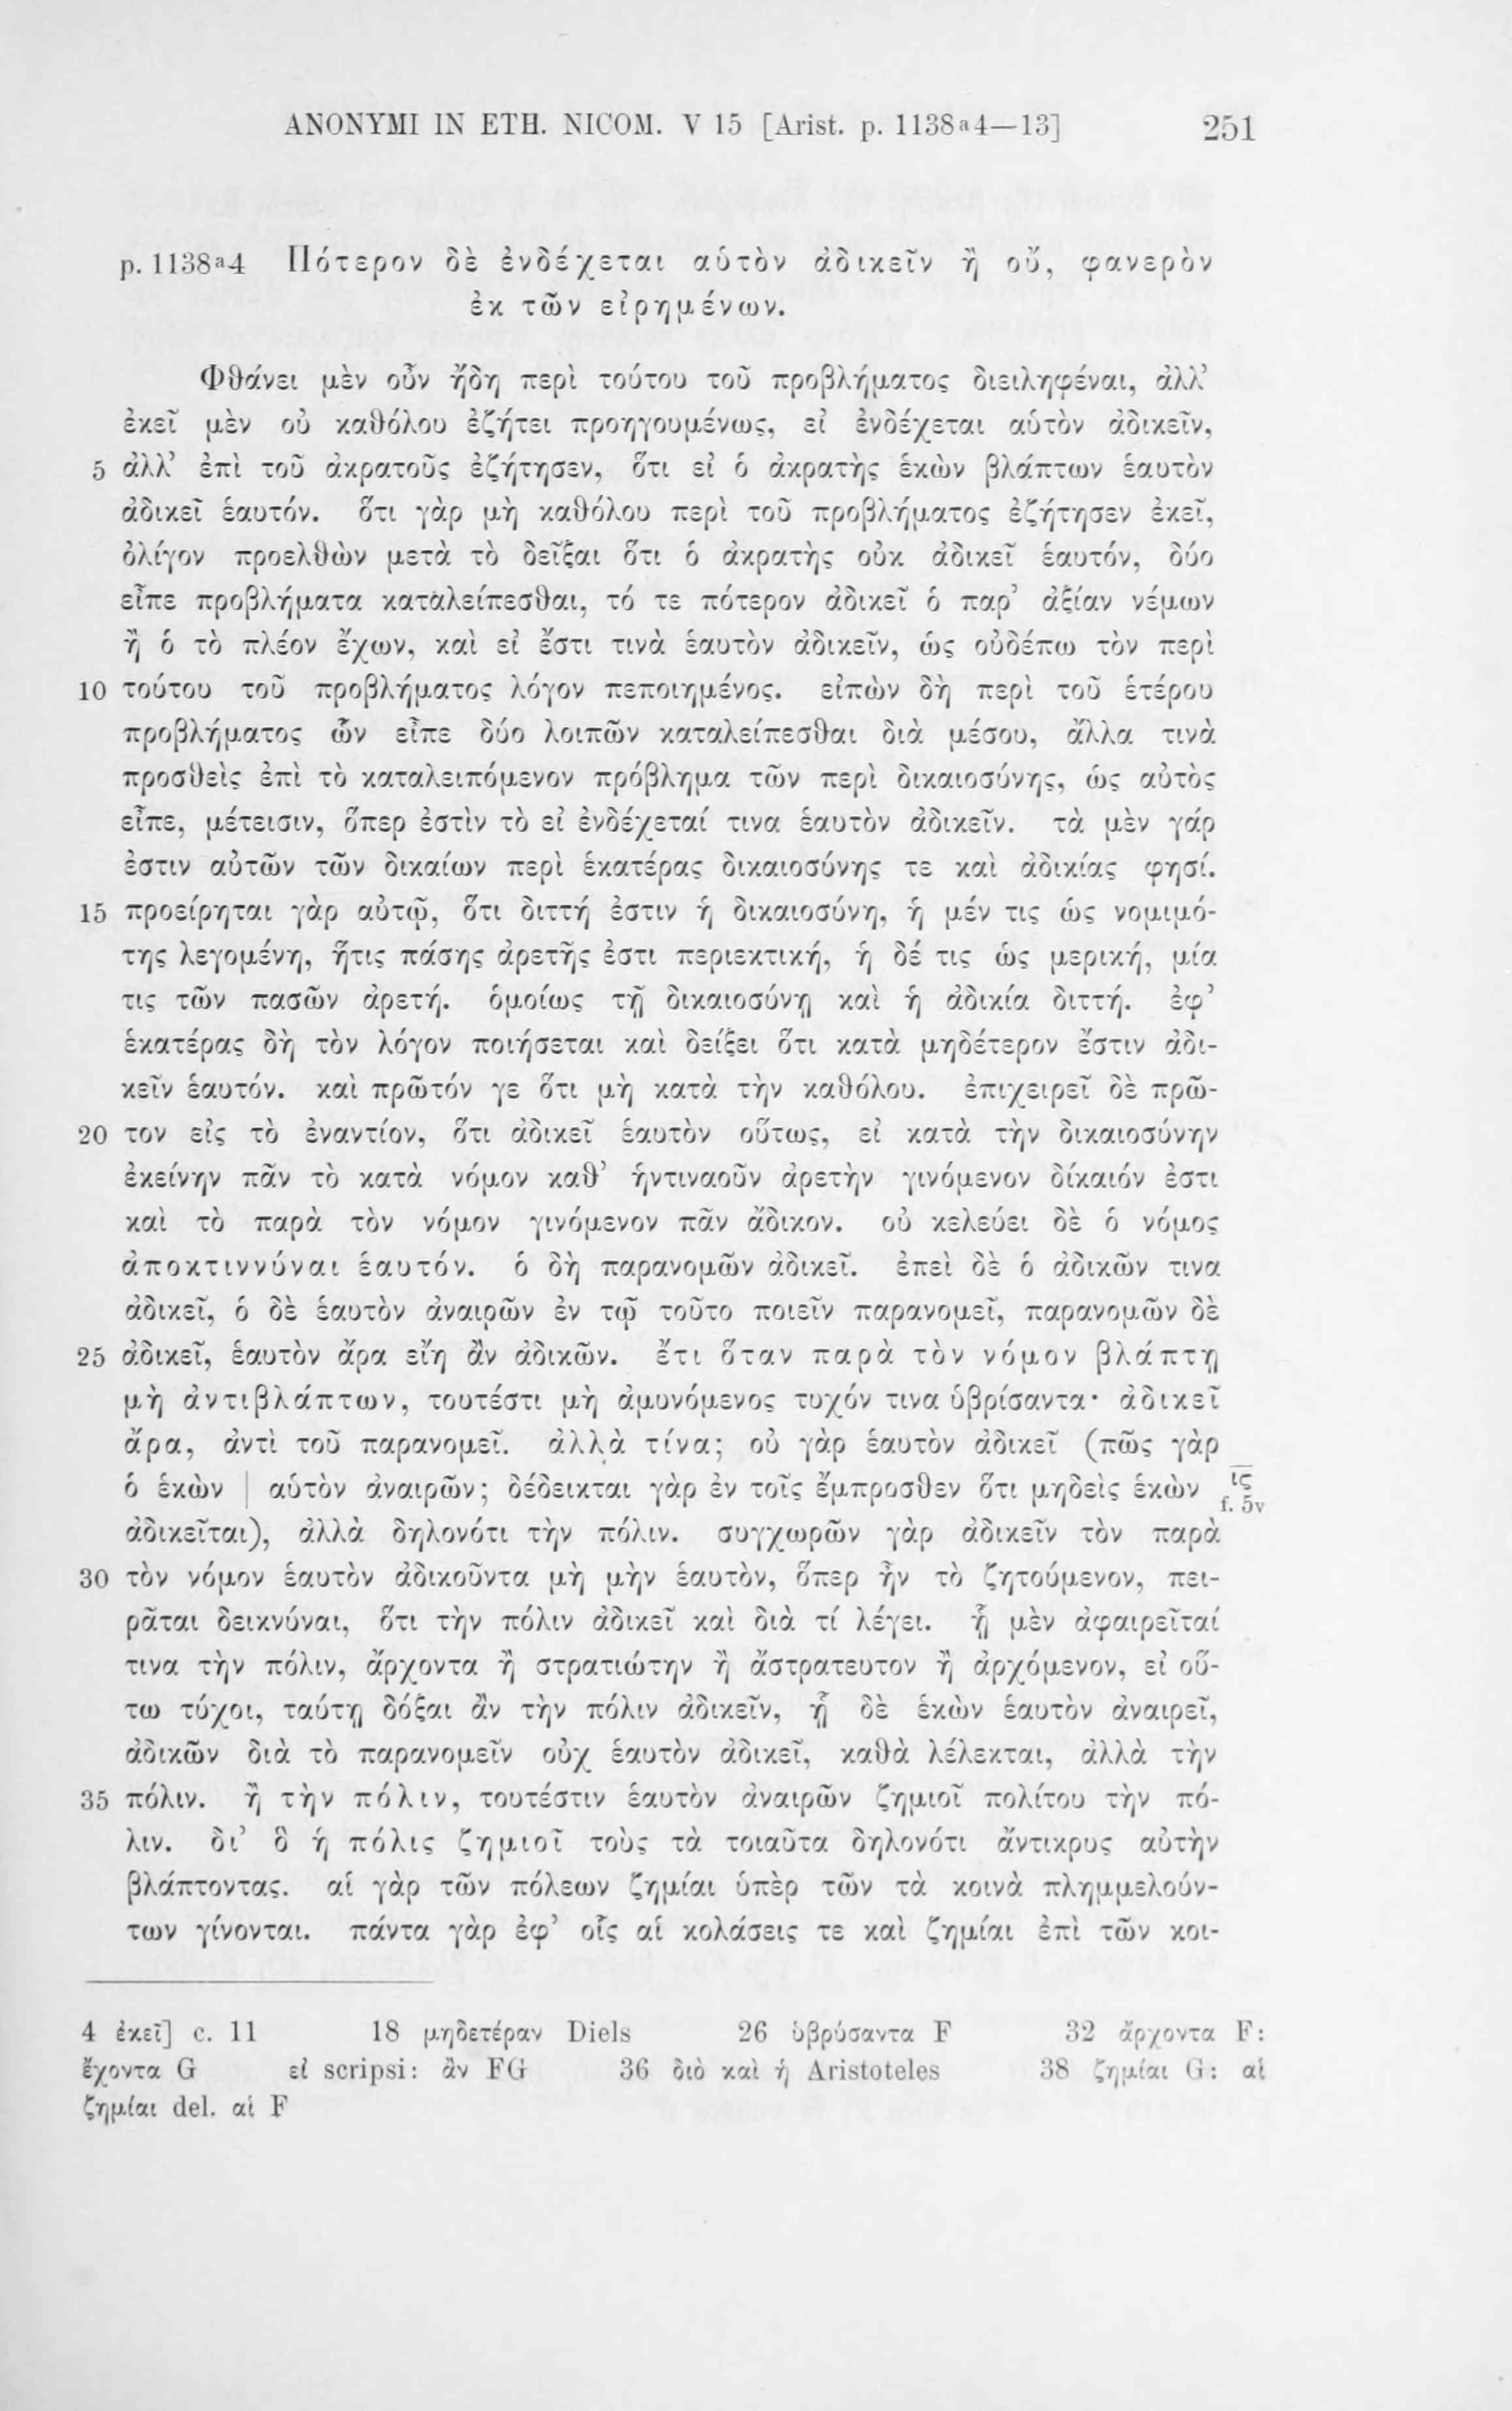 ANONYMI IN ETH. NICOM. V 15 [Arist. p. 1138ᵃ4—13] 251
p. 1138ᵃ4 Πότερον δὲ ἐνδέχεται αὑτὸν ἀδικεῖν ἢ οὔ, φανερὸν
ἐκ τῶν εἰρημένων.
Φθάνει μὲν οὖν ἤδη περὶ τούτου τοῦ προβλήματος διειληφέναι, ἀλλ’
ἐκεῖ μὲν οὐ καθόλου ἐζήτει προηγουμένως, εἰ ἐνδέχεται αὑτὸν ἀδικεῖν,
5 ἀλλ’ ἐπὶ τοῦ ἀκρατοῦς ἐζήτησεν, ὅτι εἰ ὁ ἀκρατὴς ἑκὼν βλάπτων ἑαυτὸν
ἀδικεῖ ἑαυτόν. ὅτι γὰρ μὴ καθόλου περὶ τοῦ προβλήματος ἐζήτησεν ἐκεῖ,
ὀλίγον προελθὼν μετὰ τὸ δεῖξαι ὅτι ὁ ἀκρατὴς οὐκ ἀδικεῖ ἑαυτόν, δύο
εἶπε προβλήματα καταλείπεσθαι, τό τε πότερον ἀδικεῖ ὁ παρ’ ἀξίαν νέμων
ἢ ὁ τὸ πλέον ἔχων, καὶ εἰ ἔστι τινὰ ἑαυτὸν ἀδικεῖν, ὡς οὐδέπω τὸν περὶ
10 τούτου τοῦ προβλήματος λόγον πεποιημένος. εἰπὼν δὴ περὶ τοῦ ἑτέρου
προβλήματος ὧν εἶπε δύο λοιπῶν καταλείπεσθαι διὰ μέσου, ἄλλα τινὰ
προσθεὶς ἐπὶ τὸ καταλειπόμενον πρόβλημα τῶν περὶ δικαιοσύνης, ὡς αὐτὸς
εἶπε, μέτεισιν, ὅπερ ἐστὶν τὸ εἰ ἐνδέχεταί τινα ἑαυτὸν ἀδικεῖν. τὰ μὲν γάρ
ἐστιν αὐτῶν τῶν δικαίων περὶ ἑκατέρας δικαιοσύνης τε καὶ ἀδικίας φησί.
15 προείρηται γὰρ αὐτῷ, ὅτι διττή ἐστιν ἡ δικαιοσύνη, ἡ μέν τις ὡς νομιμό-
της λεγομένη, ἥτις πάσης ἀρετῆς ἐστι περιεκτική, ἡ δέ τις ὡς μερική, μία
τις τῶν πασῶν ἀρετή. ὁμοίως τῇ δικαιοσύνῃ καὶ ἡ ἀδικία διττή. ἐφ’
ἑκατέρας δὴ τὸν λόγον ποιήσεται καὶ δείξει ὅτι κατὰ μηδέτερον ἔστιν ἀδι-
κεῖν ἑαυτόν. καὶ πρῶτόν γε ὅτι μὴ κατὰ τὴν καθόλου. ἐπιχειρεῖ δὲ πρῶ-
20 τον εἰς τὸ ἐναντίον, ὅτι ἀδικεῖ ἑαυτὸν οὕτως, εἰ κατὰ τὴν δικαιοσύνην
ἐκείνην πᾶν τὸ κατὰ νόμον καθ’ ἡντιναοῦν ἀρετὴν γινόμενον δίκαιόν ἐστι
καὶ τὸ παρὰ τὸν νόμον γινόμενον πᾶν ἄδικον. οὐ κελεύει δὲ ὁ νόμος
ἀποκτιννύναι ἑαυτόν. ὁ δὴ παρανομῶν ἀδικεῖ. ἐπεὶ δὲ ὁ ἀδικῶν τινα
ἀδικεῖ, ὁ δὲ ἑαυτὸν ἀναιρῶν ἐν τῷ τοῦτο ποιεῖν παρανομεῖ, παρανομῶν δὲ
25 ἀδικεῖ, ἑαυτὸν ἄρα εἴη ἂν ἀδικῶν. ἔτι ὅταν παρὰ τὸν νόμον βλάπτῃ
μὴ ἀντιβλάπτων, τουτέστι μὴ ἀμυνόμενος τυχόν τινα ὑβρίσαντα· ἀδικεῖ
ἄρα, ἀντὶ τοῦ παρανομεῖ. ἀλλὰ τίνα; οὐ γὰρ ἑαυτὸν ἀδικεῖ (πῶς γὰρ
ὁ ἑκὼν | αὑτὸν ἀναιρῶν; δέδεικται γὰρ ἐν τοῖς ἔμπροσθεν ὅτι μηδεὶς ἑκὼν ις f. 5v
ἀδικεῖται), ἀλλὰ δηλονότι τὴν πόλιν. συγχωρῶν γὰρ ἀδικεῖν τὸν παρὰ
30 τὸν νόμον ἑαυτὸν ἀδικοῦντα μὴ μὴν ἑαυτὸν, ὅπερ ἦν τὸ ζητούμενον, πει-
ρᾶται δεικνύναι, ὅτι τὴν πόλιν ἀδικεῖ καὶ διὰ τί λέγει. ᾗ μὲν ἀφαιρεῖταί
τινα τὴν πόλιν, ἄρχοντα ἢ στρατιώτην ἢ ἄστρατευτον ἢ ἀρχόμενον, εἰ οὕ-
τω τύχοι, ταύτῃ δόξαι ἂν τὴν πόλιν ἀδικεῖν, ᾗ δὲ ἑκὼν ἑαυτὸν ἀναιρεῖ,
ἀδικῶν διὰ τὸ παρανομεῖν οὐχ ἑαυτὸν ἀδικεῖ, καθὰ λέλεκται, ἀλλὰ τὴν
35 πόλιν. ἢ τὴν πόλιν, τουτέστιν ἑαυτὸν ἀναιρῶν ζημιοῖ πολίτου τὴν πό-
λιν. δι’ ὃ ἡ πόλις ζημιοῖ τοὺς τὰ τοιαῦτα δηλονότι ἄντικρυς αὐτὴν
βλάπτοντας. αἱ γὰρ τῶν πόλεων ζημίαι ὑπὲρ τῶν τὰ κοινὰ πλημμελούν-
των γίνονται. πάντα γὰρ ἐφ’ οἷς αἱ κολάσεις τε καὶ ζημίαι ἐπὶ τῶν κοι-
4 ἐκεῖ] c. 11 18 μηδετέραν Diels 26 ὑβρύσαντα F 32 ἄρχοντα F:
ἔχοντα G εἰ scripsi: ἂν FG 36 διὸ καὶ ἡ Aristoteles 38 ζημίαι G: αἱ
ζημίαι del. αἱ F